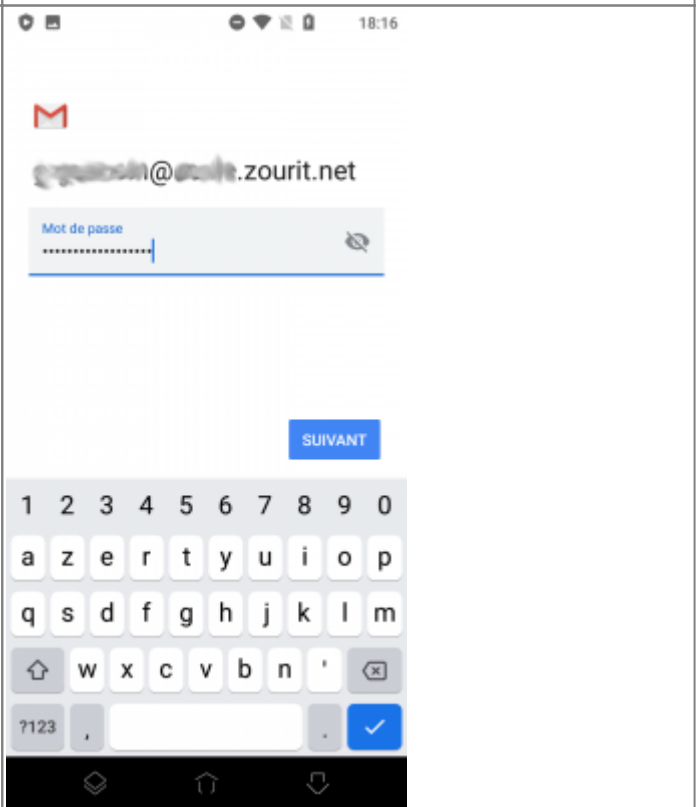 18:16
@
.zourit.net
Mot de passe
••••••••••••••••••
SUIVANT
1 2 3 4 5 6 7 8 9 0
a z e r t y u i o p
q s d f g h j k l m
w x c v b n '
?123 , .